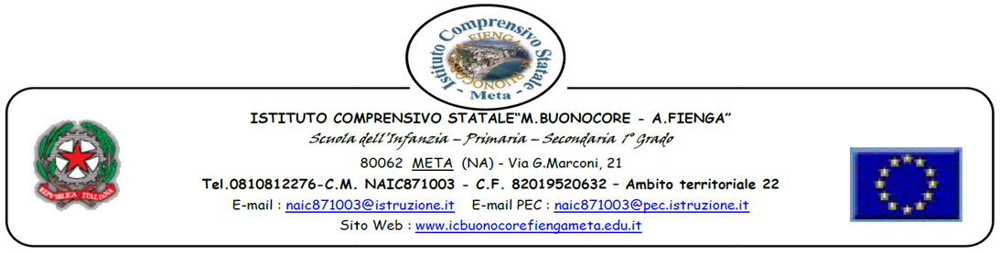 Istituto Comprensivo Statale
M. BUONOCORE
A. FIENGA
- Meta -
ISTITUTO COMPRENSIVO STATALE“M.BUONOCORE - A.FIENGA”
Scuola dell’Infanzia – Primaria – Secondaria 1° Grado
80062 META (NA) - Via G.Marconi, 21
Tel.0810812276-C.M. NAIC871003 - C.F. 82019520632 – Ambito territoriale 22
E-mail : naic871003@istruzione.it E-mail PEC : naic871003@pec.istruzione.it
Sito Web : www.icbuonocorefiengameta.edu.it
REPVBBLICA ITALIANA